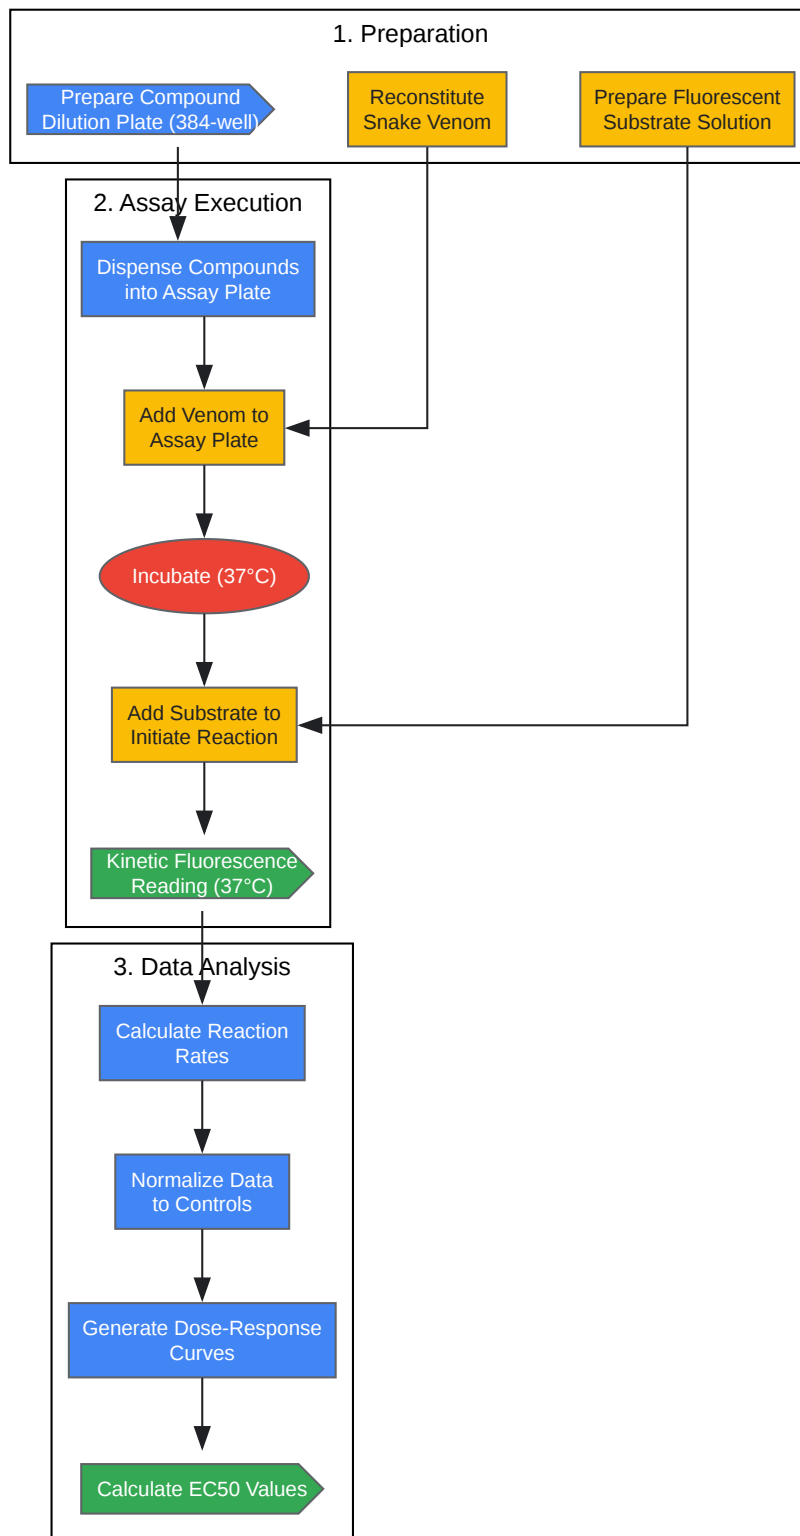 1. Preparation
Prepare Compound
Dilution Plate (384-well)
Reconstitute
Snake Venom
Prepare Fluorescent
Substrate Solution
2. Assay Execution
Dispense Compounds
into Assay Plate
Add Venom to
Assay Plate
Incubate (37°C)
Add Substrate to
Initiate Reaction
Kinetic Fluorescence
Reading (37°C)
3. Data Analysis
Calculate Reaction
Rates
Normalize Data
to Controls
Generate Dose-Response
Curves
Calculate EC50 Values